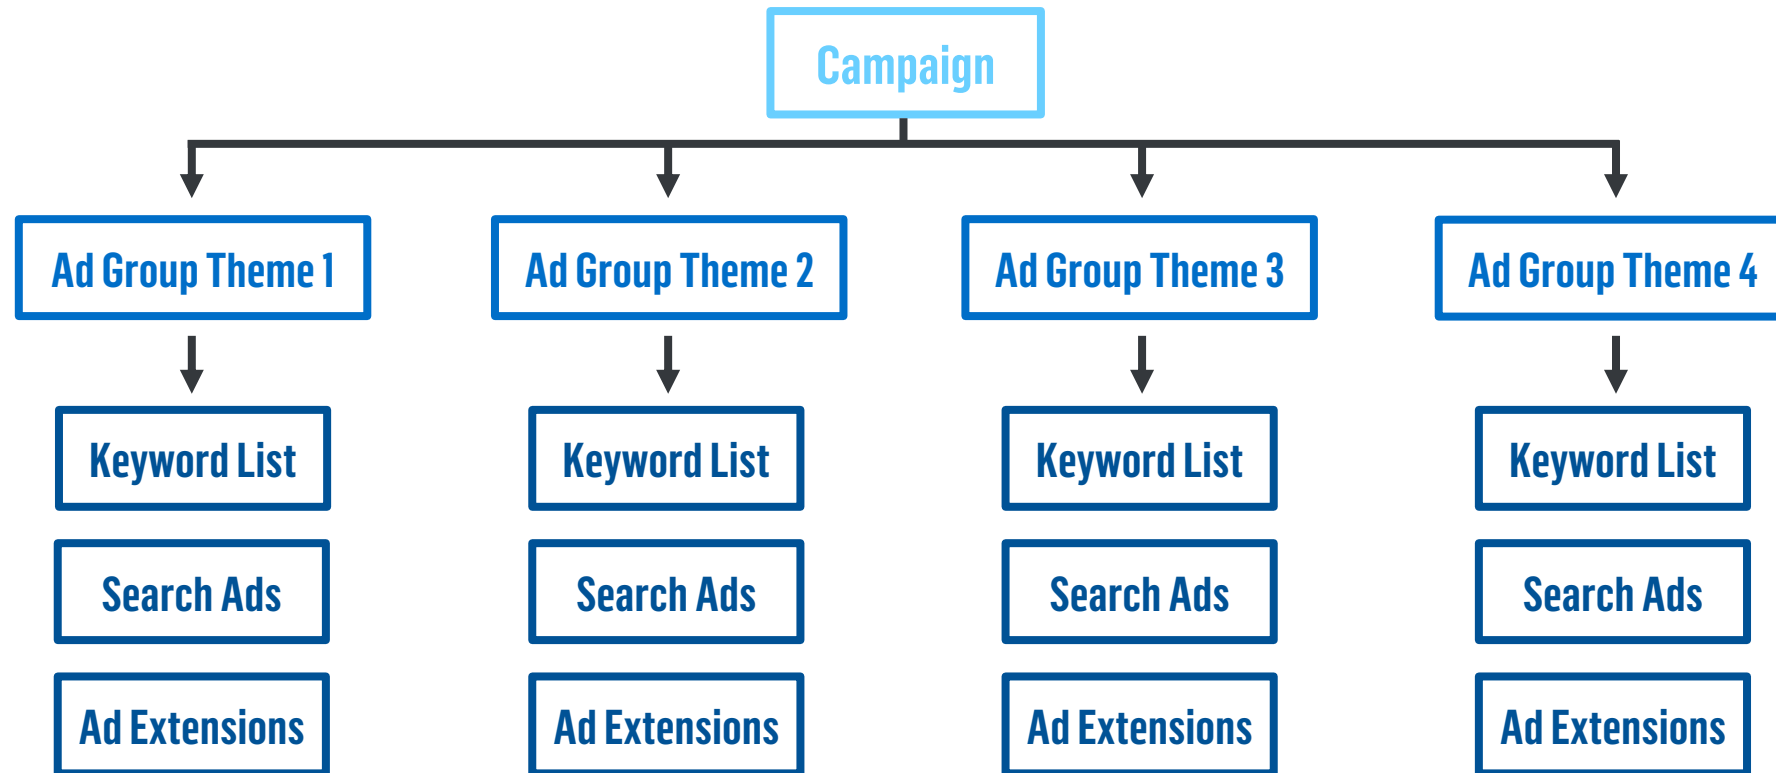 Campaign
Ad Group Theme 1
Ad Group Theme 2
Ad Group Theme 3
Ad Group Theme 4
Keyword List
Keyword List
Keyword List
Keyword List
Search Ads
Search Ads
Search Ads
Search Ads
Ad Extensions
Ad Extensions
Ad Extensions
Ad Extensions